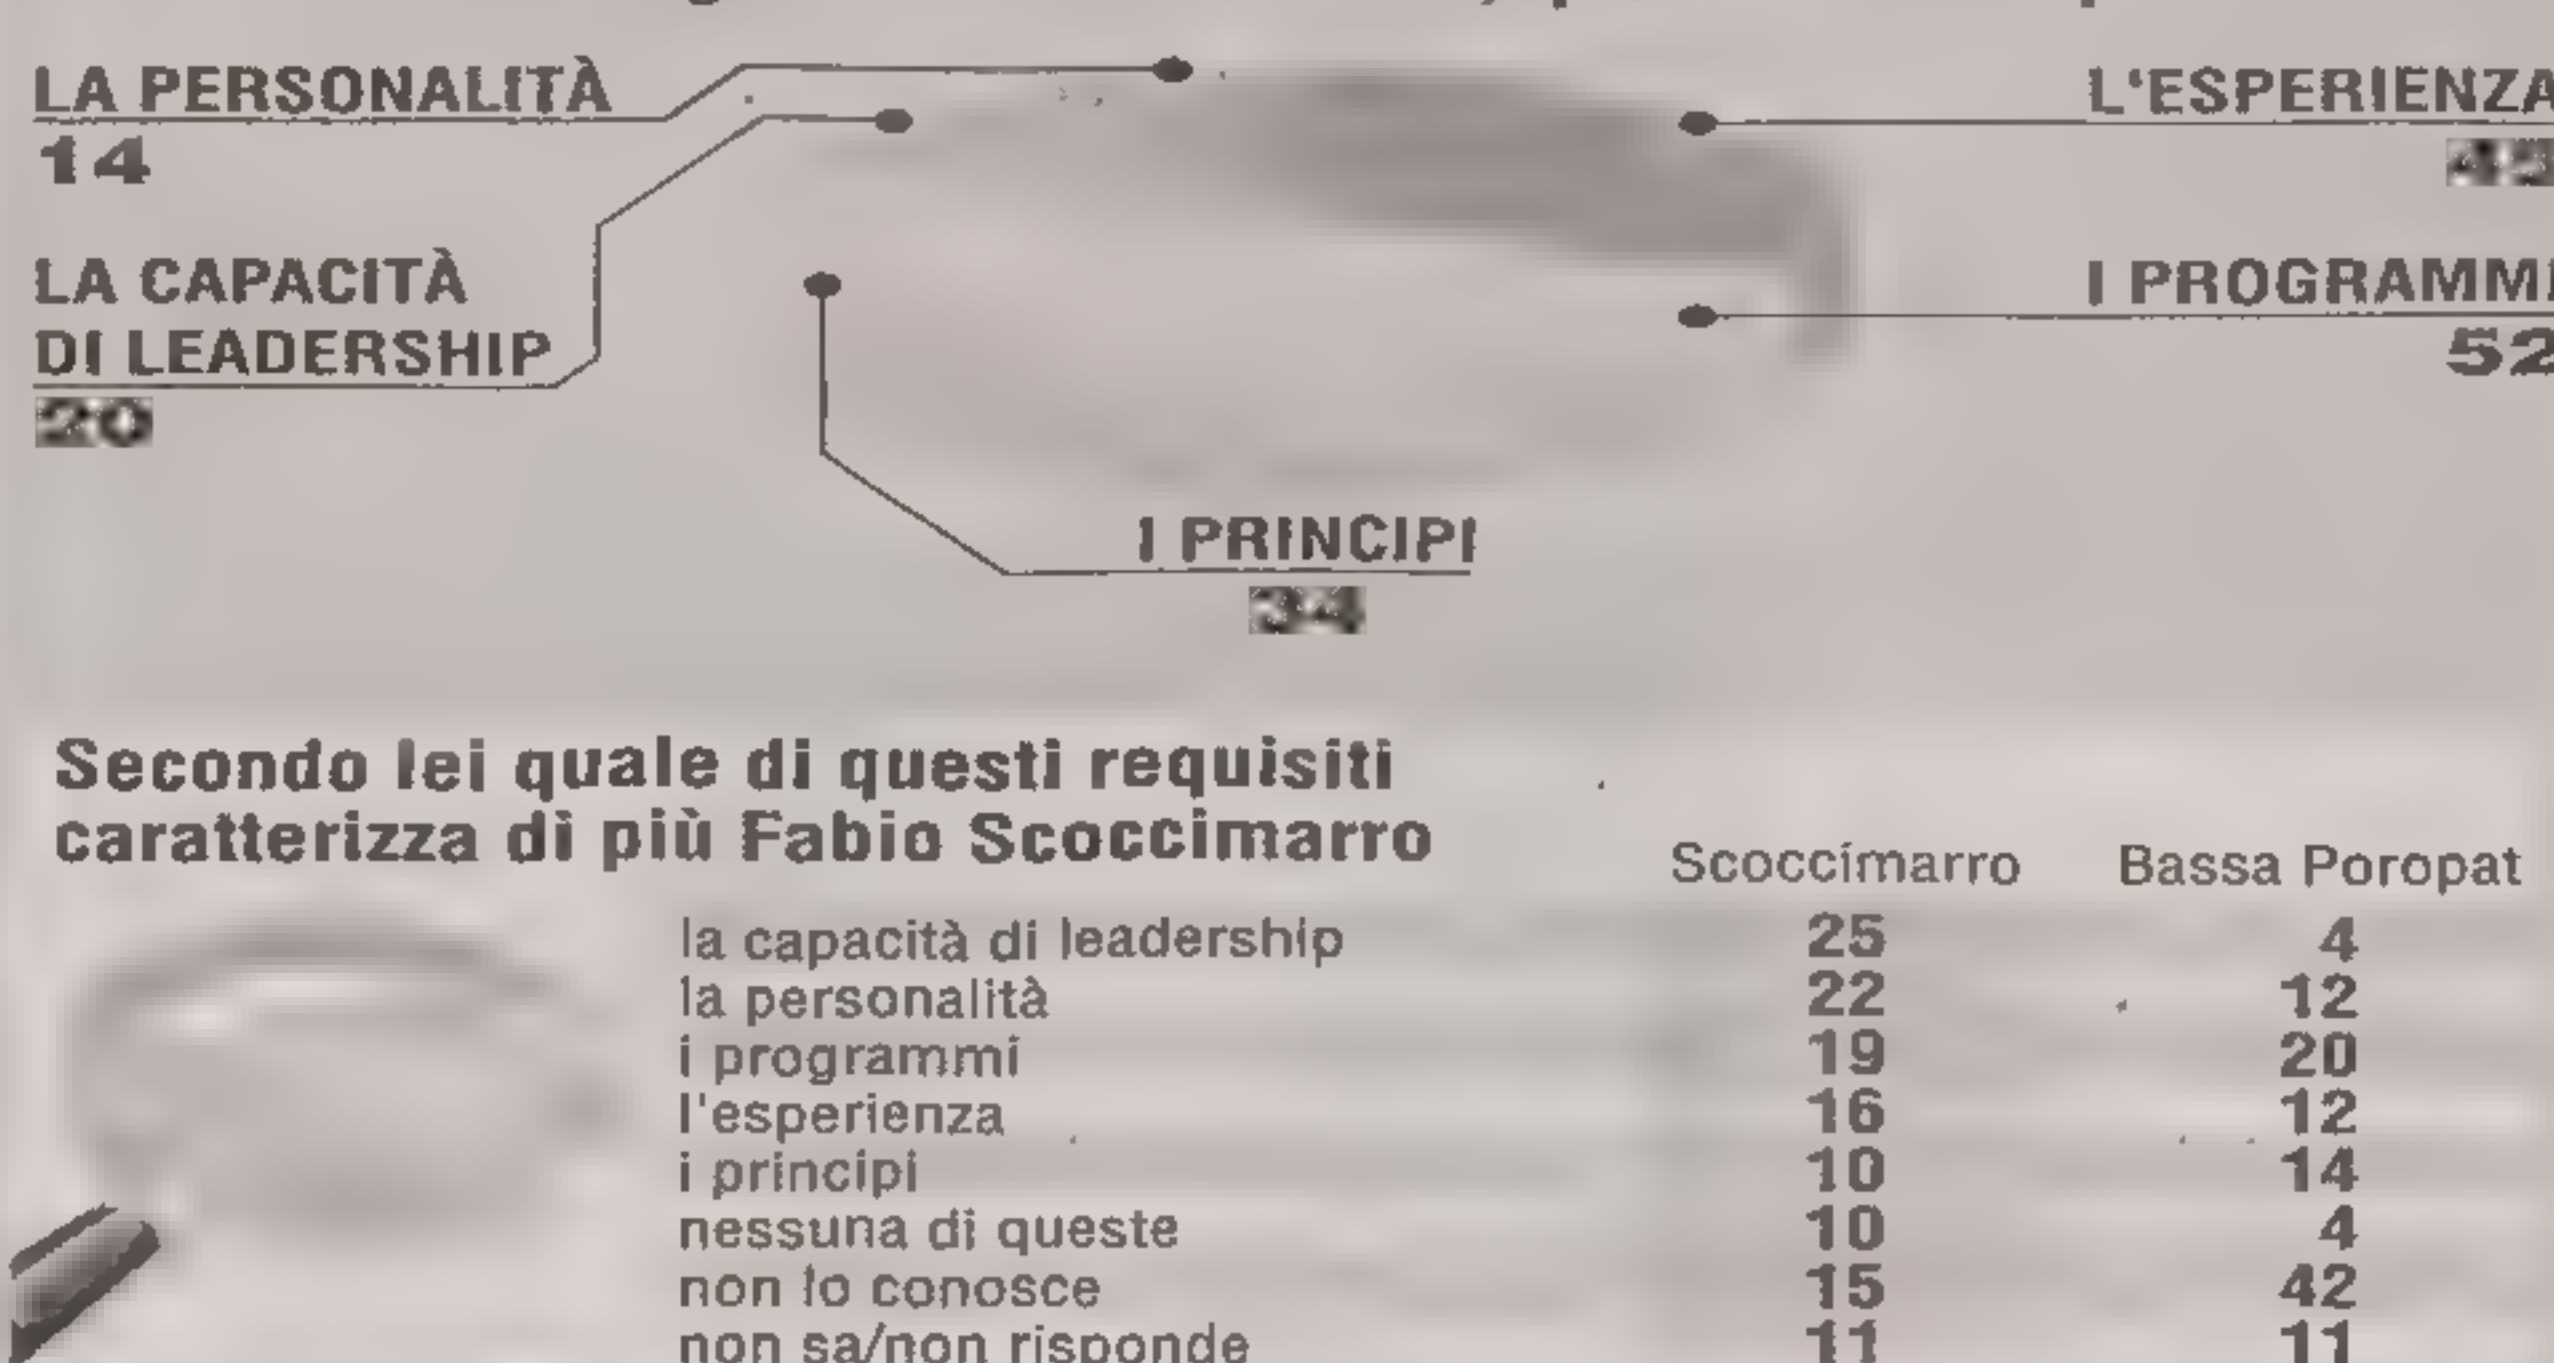 LA PERSONALITÀ
14
LA CAPACITÀ
DI LEADERSHIP
20
L'ESPERIENZA
I PROGRAMMI
52
I PRINCIPI
34
Secondo lei quale di questi requisiti
caratterizza di più Fabio Scoccimarro
Scoccimarro Bassa Poropat
la capacità di leadership 25 4
la personalità 22 12
i programmi 19 20
l'esperienza 16 12
i principi 10 14
nessuna di queste 10 4
non lo conosce 15 42
non sa/non risponde 11 11